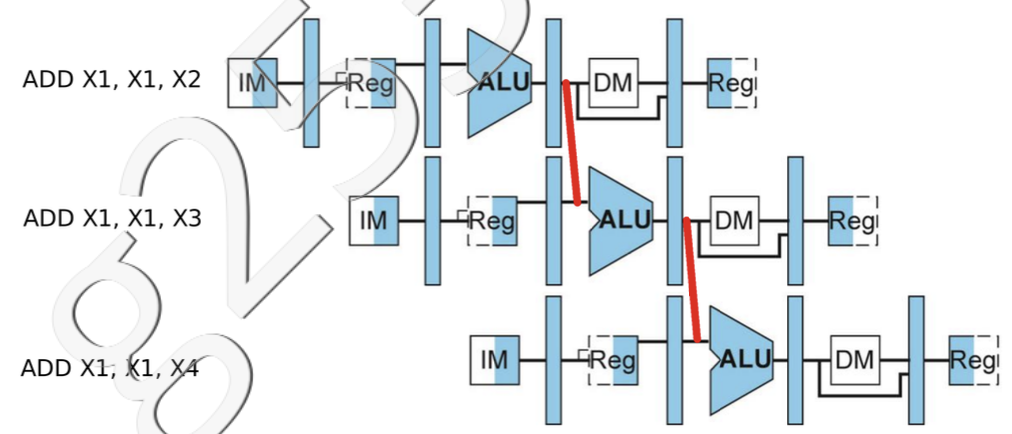 ADD X1, X1, X2 IM Reg ALU DM Reg
ADD X1, X1, X3 IM Reg ALU DM Reg
ADD X1, X1, X4 IM Reg ALU DM Reg